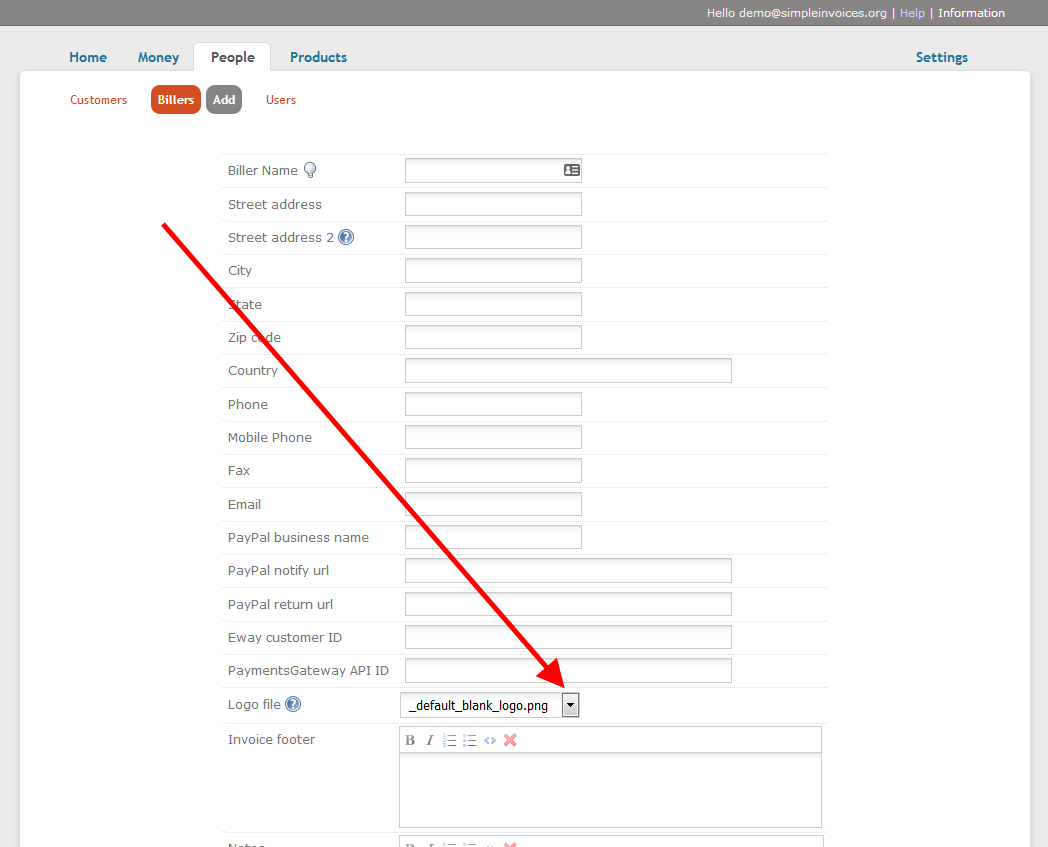 Hello demo@simpleinvoices.org | Help | Information
Home Money People Products Settings
Customers Billers Add Users
Biller Name
Street address
Street address 2
City
State
Zip code
Country
Phone
Mobile Phone
Fax
Email
PayPal business name
PayPal notify url
PayPal return url
Eway customer ID
PaymentsGateway API ID
Logo file _default_blank_logo.png
Invoice footer B I
Notes B I